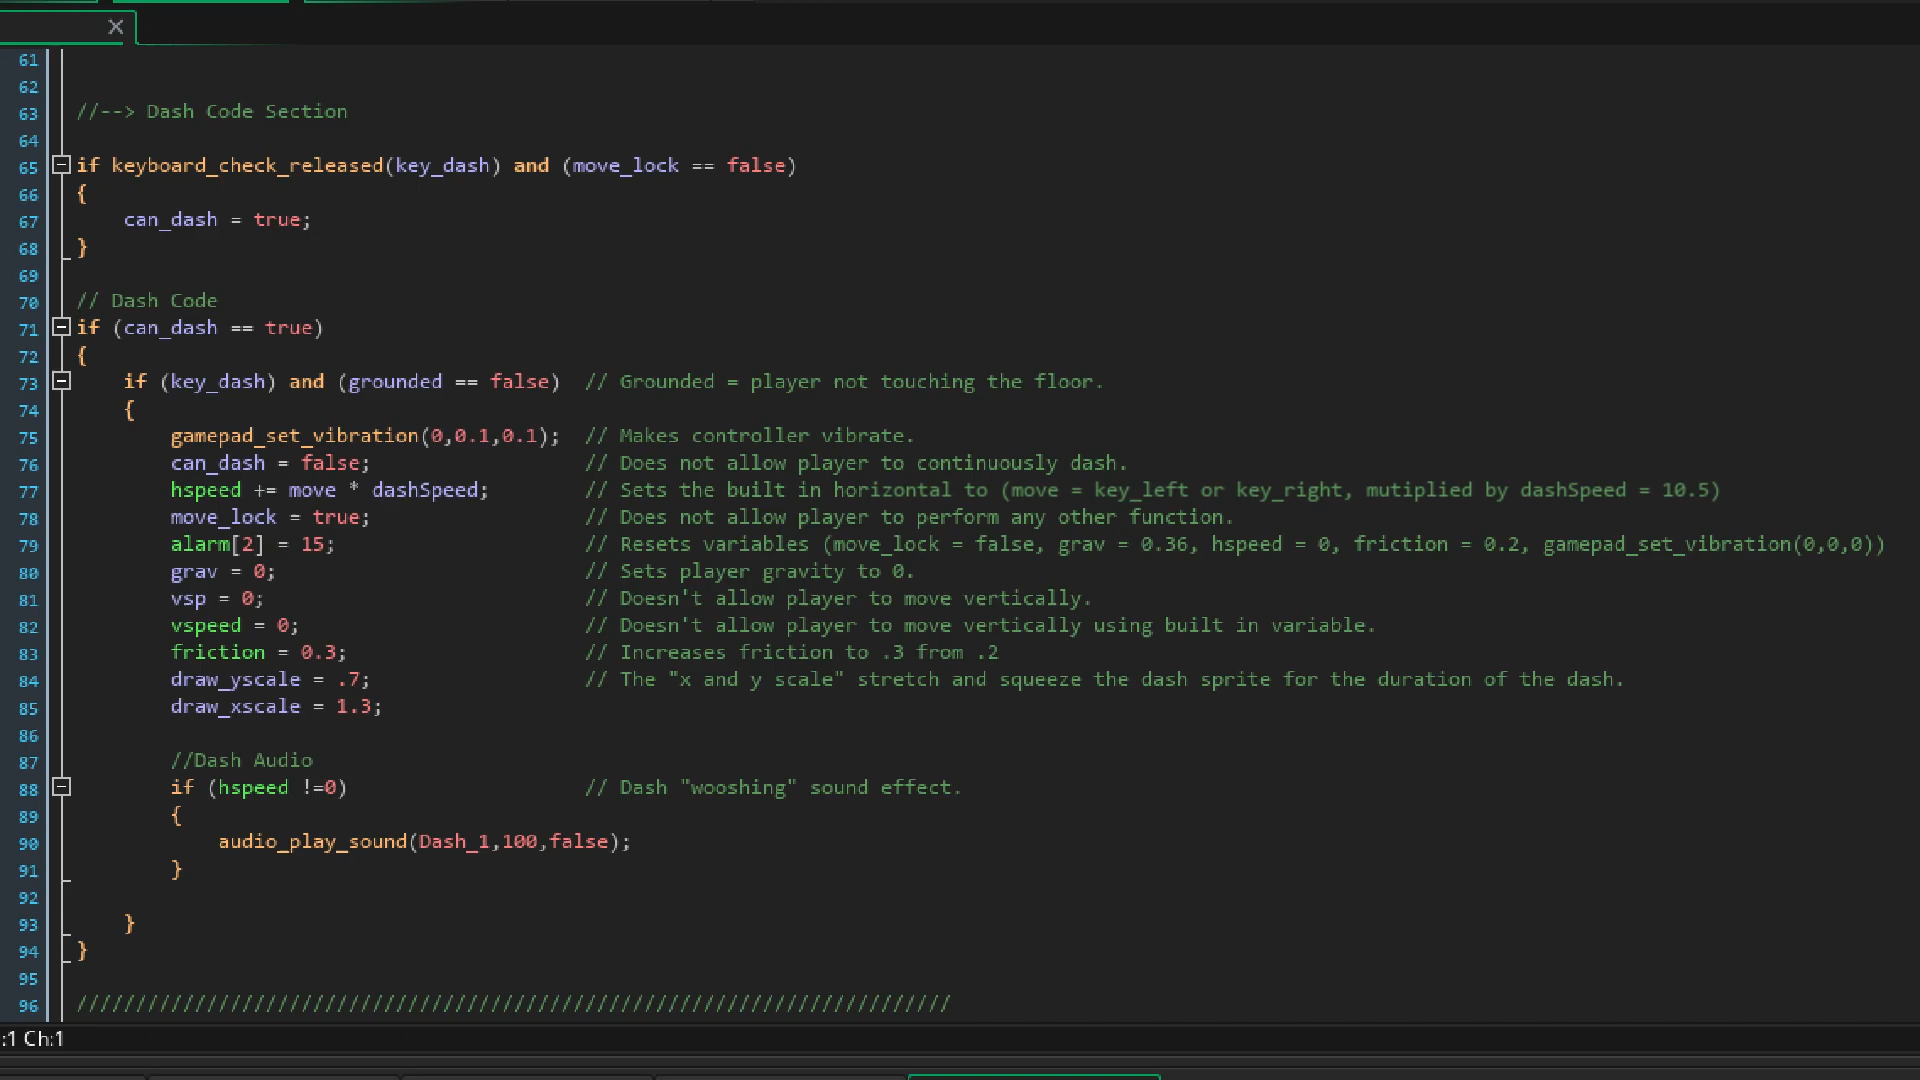 61
62
63 //--> Dash Code Section
64
65 if keyboard_check_released(key_dash) and (move_lock == false)
66 {
67 can_dash = true;
68 }
69
70 // Dash Code
71 if (can_dash == true)
72 {
73 if (key_dash) and (grounded == false) // Grounded = player not touching the floor.
74 {
75 gamepad_set_vibration(0,0.1,0.1); // Makes controller vibrate.
76 can_dash = false; // Does not allow player to continuously dash.
77 hspeed += move * dashSpeed; // Sets the built in horizontal to (move = key_left or key_right, mutiplied by dashSpeed = 10.5)
78 move_lock = true; // Does not allow player to perform any other function.
79 alarm[2] = 15; // Resets variables (move_lock = false, grav = 0.36, hspeed = 0, friction = 0.2, gamepad_set_vibration(0,0,0))
80 grav = 0; // Sets player gravity to 0.
81 vsp = 0; // Doesn't allow player to move vertically.
82 vspeed = 0; // Doesn't allow player to move vertically using built in variable.
83 friction = 0.3; // Increases friction to .3 from .2
84 draw_yscale = .7; // The "x and y scale" stretch and squeeze the dash sprite for the duration of the dash.
85 draw_xscale = 1.3;
86
87 //Dash Audio
88 if (hspeed !=0) // Dash "wooshing" sound effect.
89 {
90 audio_play_sound(Dash_1,100,false);
91 }
92
93 }
94 }
95
96 //////////////////////////////////////////////////////////////////////////
:1 Ch:1